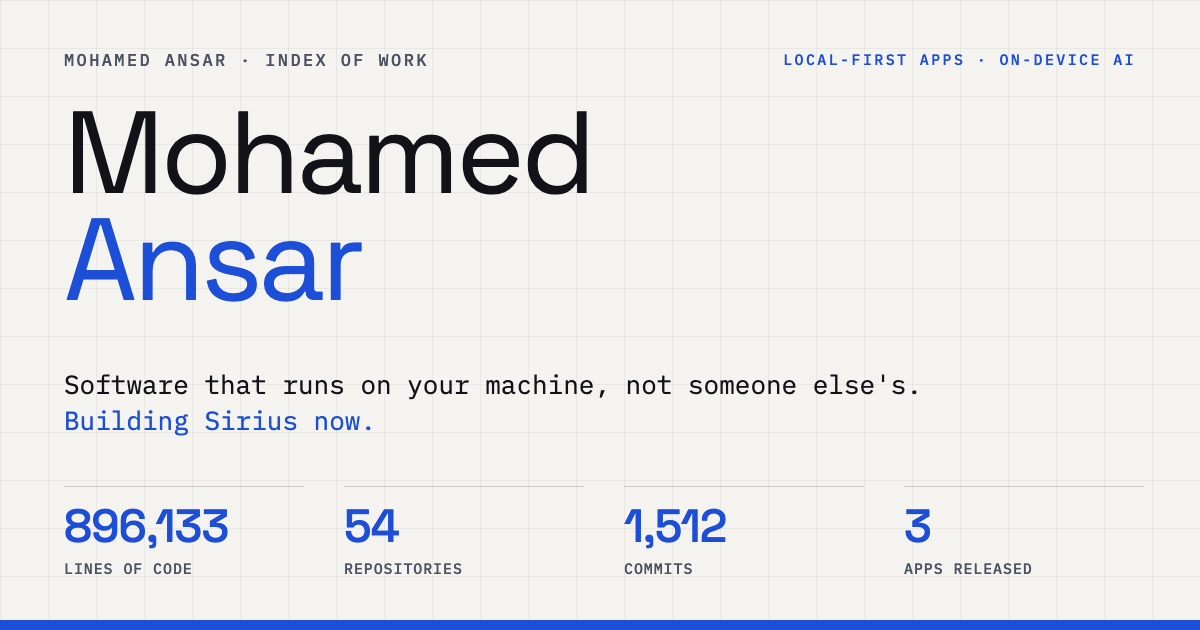 MOHAMED ANSAR · INDEX OF WORK
LOCAL-FIRST APPS · ON-DEVICE AI
Mohamed
Ansar
Software that runs on your machine, not someone else's.
Building Sirius now.
896,133
LINES OF CODE
54
REPOSITORIES
1,512
COMMITS
3
APPS RELEASED